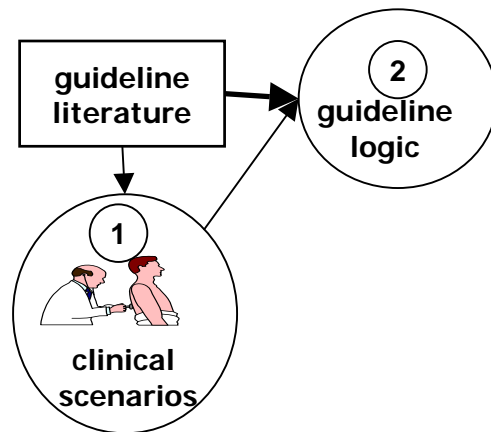 guideline
literature
2
guideline
logic
1
clinical
scenarios